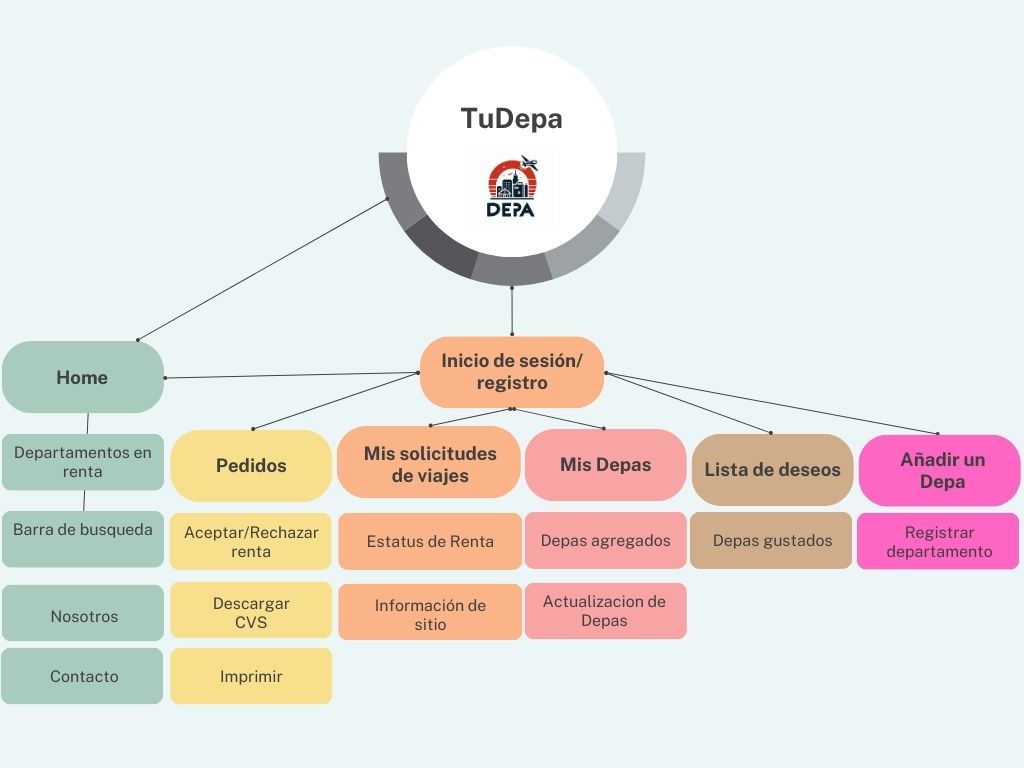 TuDepa
DEPA
Home
Inicio de sesión/
registro
Departamentos en
renta
Barra de busqueda
Nosotros
Contacto
Pedidos
Aceptar/Rechazar
renta
Descargar
CVS
Imprimir
Mis solicitudes
de viajes
Estatus de Renta
Información de
sitio
Mis Depas
Depas agregados
Actualizacion de
Depas
Lista de deseos
Depas gustados
Añadir un
Depa
Registrar
departamento